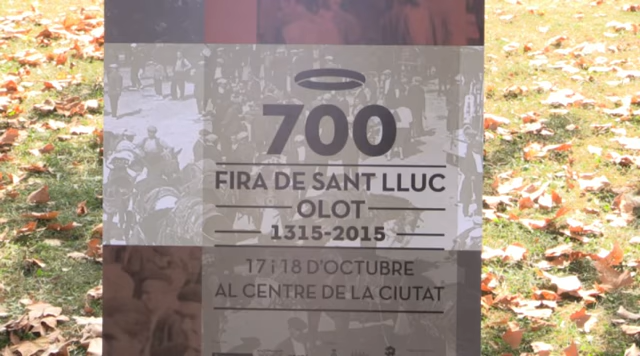 700
FIRA DE SANT LLUC
OLOT
1315-2015
17 i 18 D'OCTUBRE
AL CENTRE DE LA CIUTAT